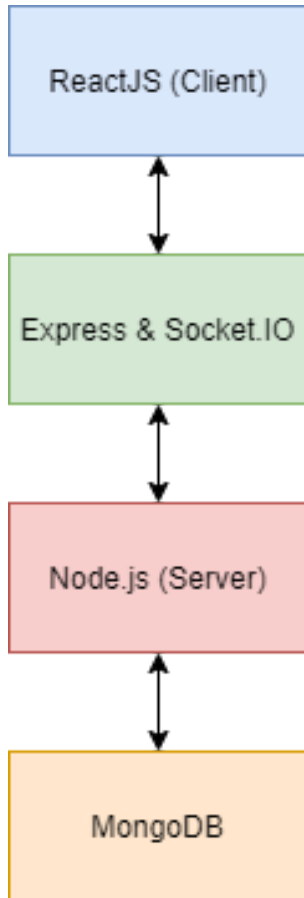 ReactJS (Client)
Express & Socket.IO
Node.js (Server)
MongoDB